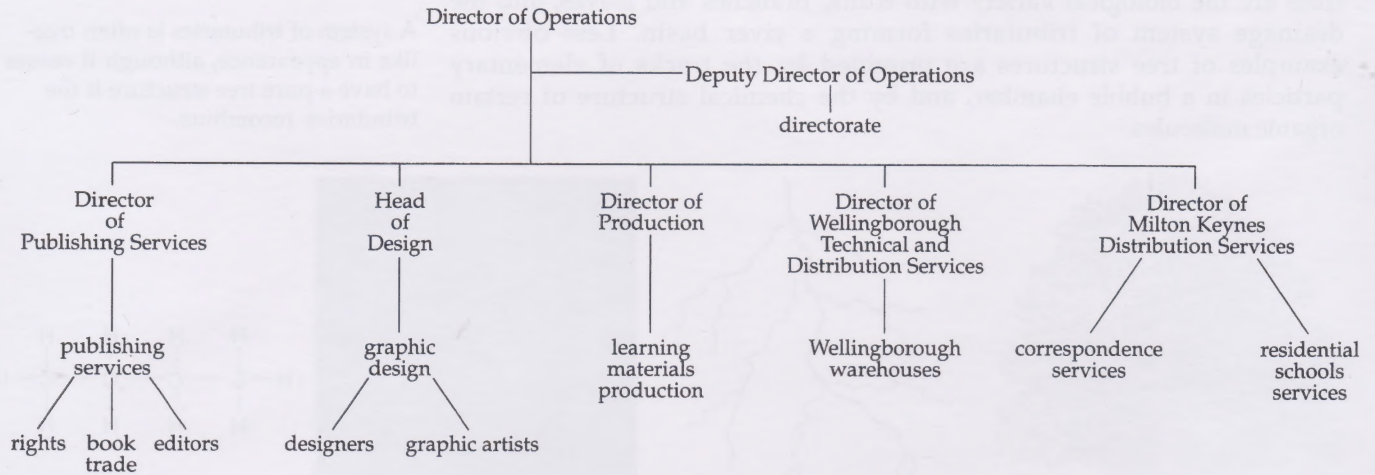 Director of Operations
Deputy Director of Operations
directorate
Director
of
Publishing Services
Head
of
Design
Director of
Production
Director of
Wellingborough
Technical and
Distribution Services
Director of
Milton Keynes
Distribution Services
publishing
services
graphic
design
learning
materials
production
Wellingborough
warehouses
correspondence
services
residential
schools
services
rights
book
trade
editors
designers
graphic artists